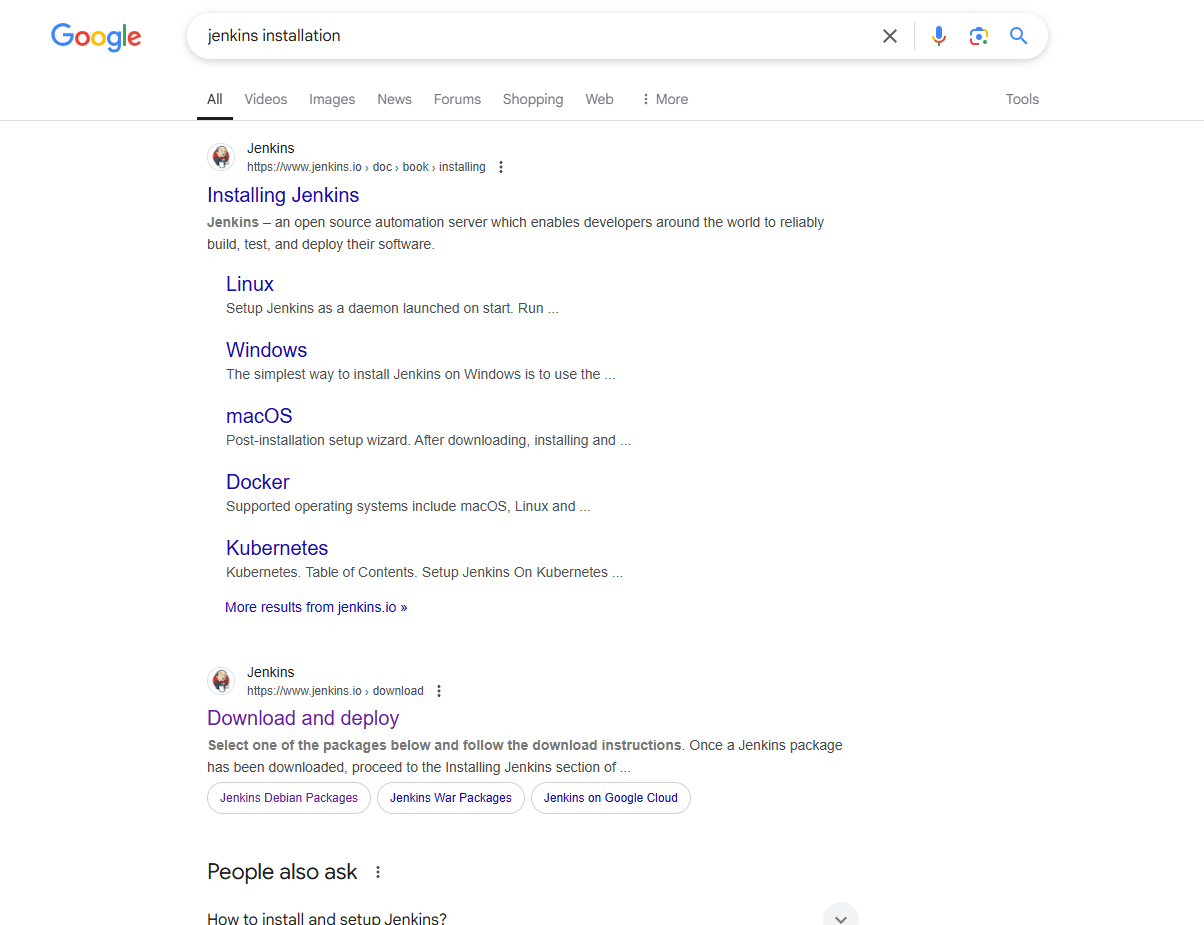 Google
jenkins installation
All Videos Images News Forums Shopping Web More Tools
Jenkins
https://www.jenkins.io › doc › book › installing
Installing Jenkins
Jenkins – an open source automation server which enables developers around the world to reliably
build, test, and deploy their software.
Linux
Setup Jenkins as a daemon launched on start. Run ...
Windows
The simplest way to install Jenkins on Windows is to use the ...
macOS
Post-installation setup wizard. After downloading, installing and ...
Docker
Supported operating systems include macOS, Linux and ...
Kubernetes
Kubernetes. Table of Contents. Setup Jenkins On Kubernetes ...
More results from jenkins.io »
Jenkins
https://www.jenkins.io › download
Download and deploy
Select one of the packages below and follow the download instructions. Once a Jenkins package
has been downloaded, proceed to the Installing Jenkins section of ...
Jenkins Debian Packages Jenkins War Packages Jenkins on Google Cloud
People also ask
How to install and setup Jenkins?